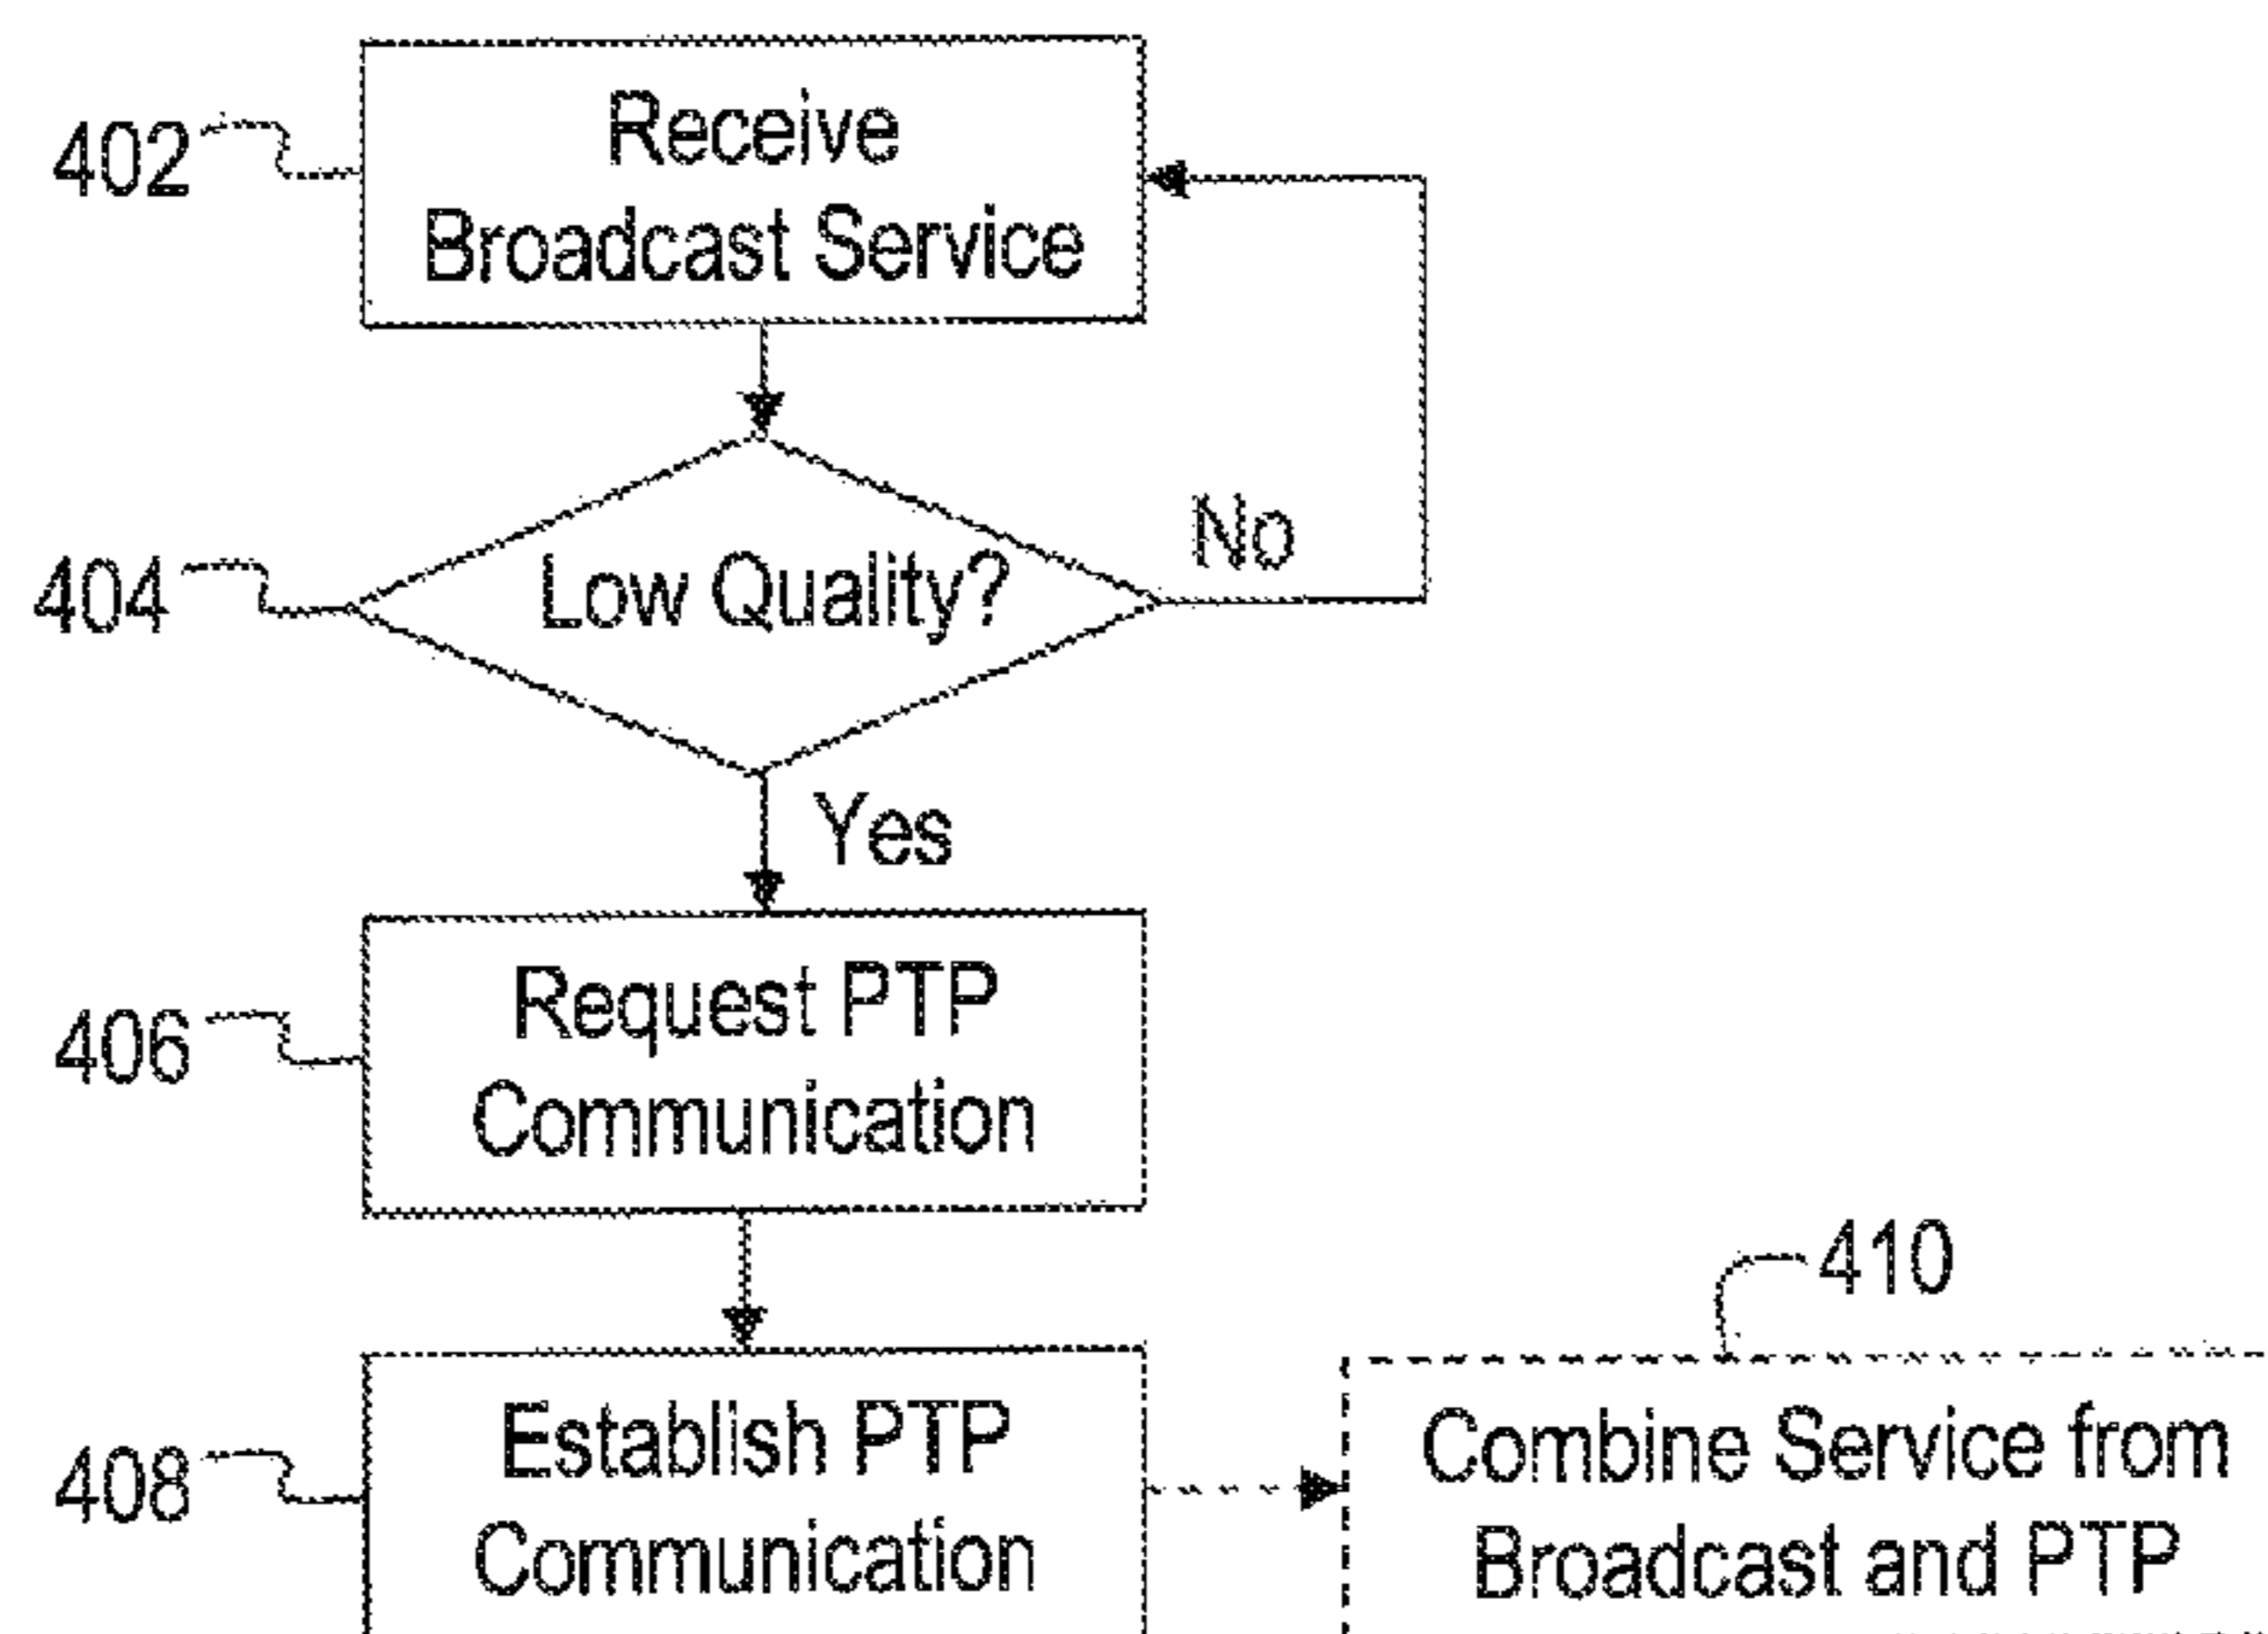 402
Receive
Broadcast Service
404
Low Quality?
No
Yes
406
Request PTP
Communication
408
Establish PTP
Communication
410
Combine Service from
Broadcast and PTP